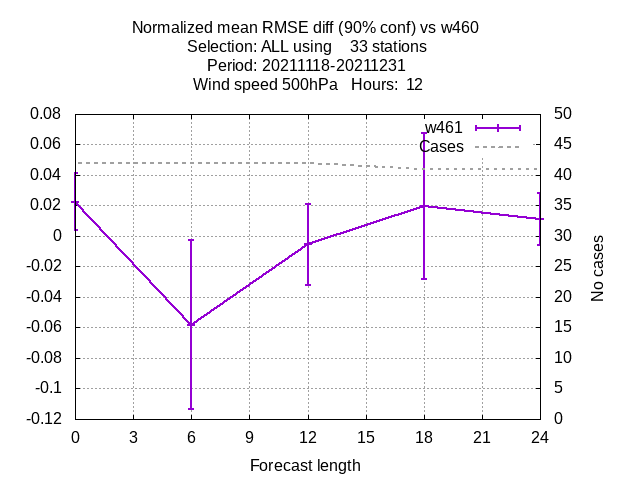 Normalized mean RMSE diff (90% conf) vs w460
Selection: ALL using    33 stations
Period: 20211118-20211231
Wind speed 500hPa   Hours:  12
w461
Cases
0.08
0.06
0.04
0.02
0
-0.02
-0.04
-0.06
-0.08
-0.1
-0.12
50
45
40
35
30
25
20
15
10
5
0
No cases
0 3 6 9 12 15 18 21 24
Forecast length